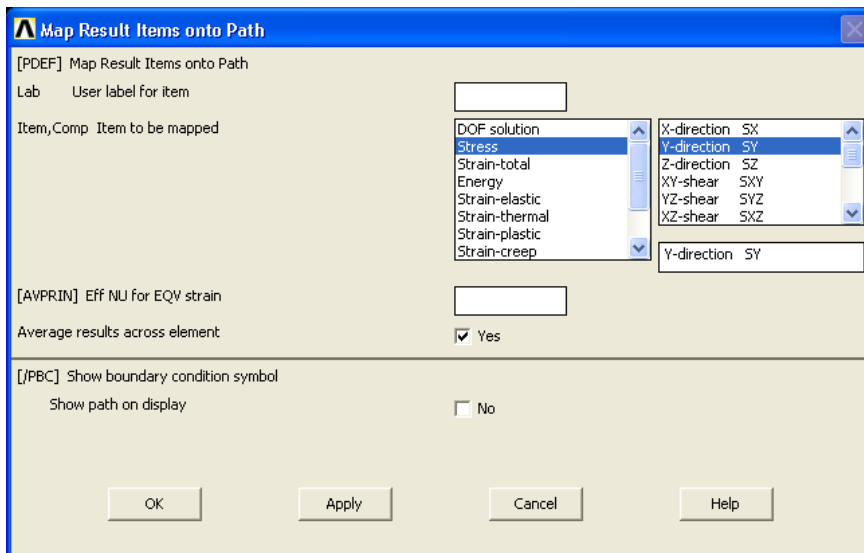 Map Result Items onto Path
[PDEF] Map Result Items onto Path
Lab User label for item
Item,Comp Item to be mapped
DOF solution
Stress
Strain-total
Energy
Strain-elastic
Strain-thermal
Strain-plastic
Strain-creep
X-direction SX
Y-direction SY
Z-direction SZ
XY-shear SXY
YZ-shear SYZ
XZ-shear SXZ
Y-direction SY
[AVPRIN] Eff NU for EQV strain
Average results across element
Yes
[/PBC] Show boundary condition symbol
Show path on display
No
OK
Apply
Cancel
Help